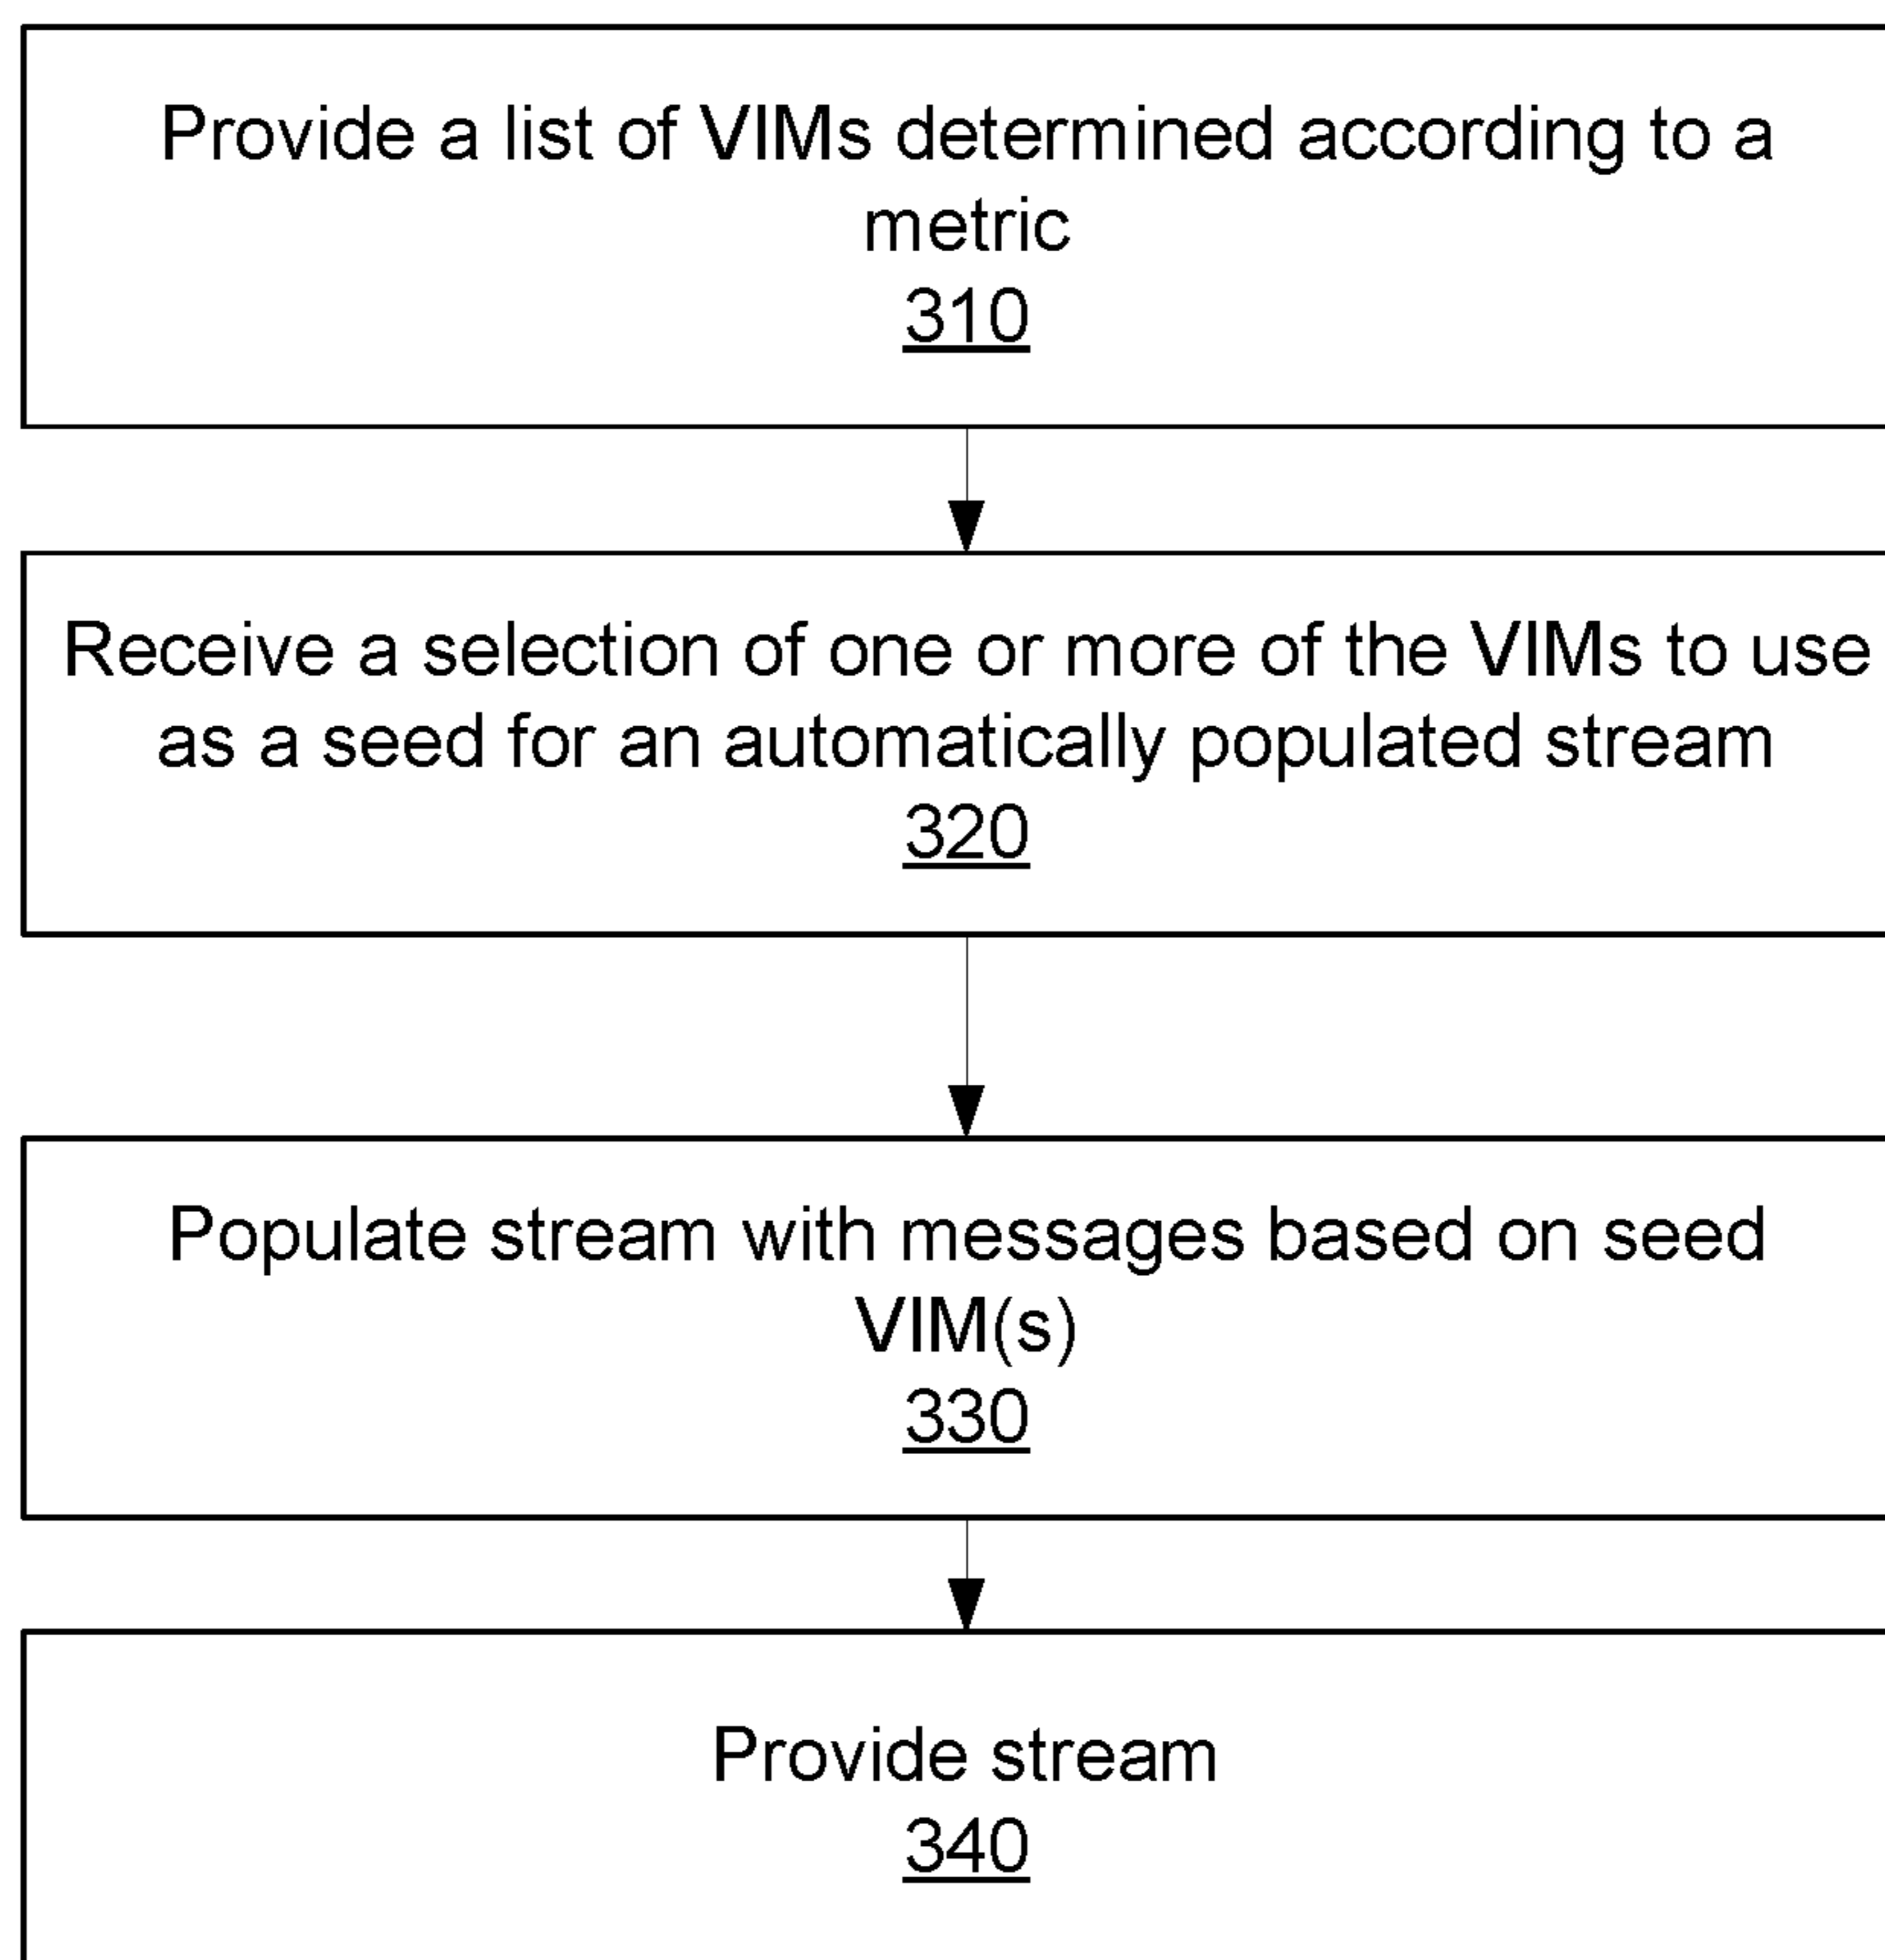 Provide a list of VIMs determined according to a
metric
310
Receive a selection of one or more of the VIMs to use
as a seed for an automatically populated stream
320
Populate stream with messages based on seed
VIM(s)
330
Provide stream
340